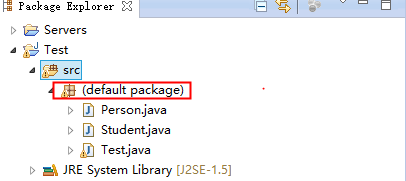 Package Explorer
Servers
Test
src
(default package)
Person.java
Student.java
Test.java
JRE System Library [J2SE-1.5]